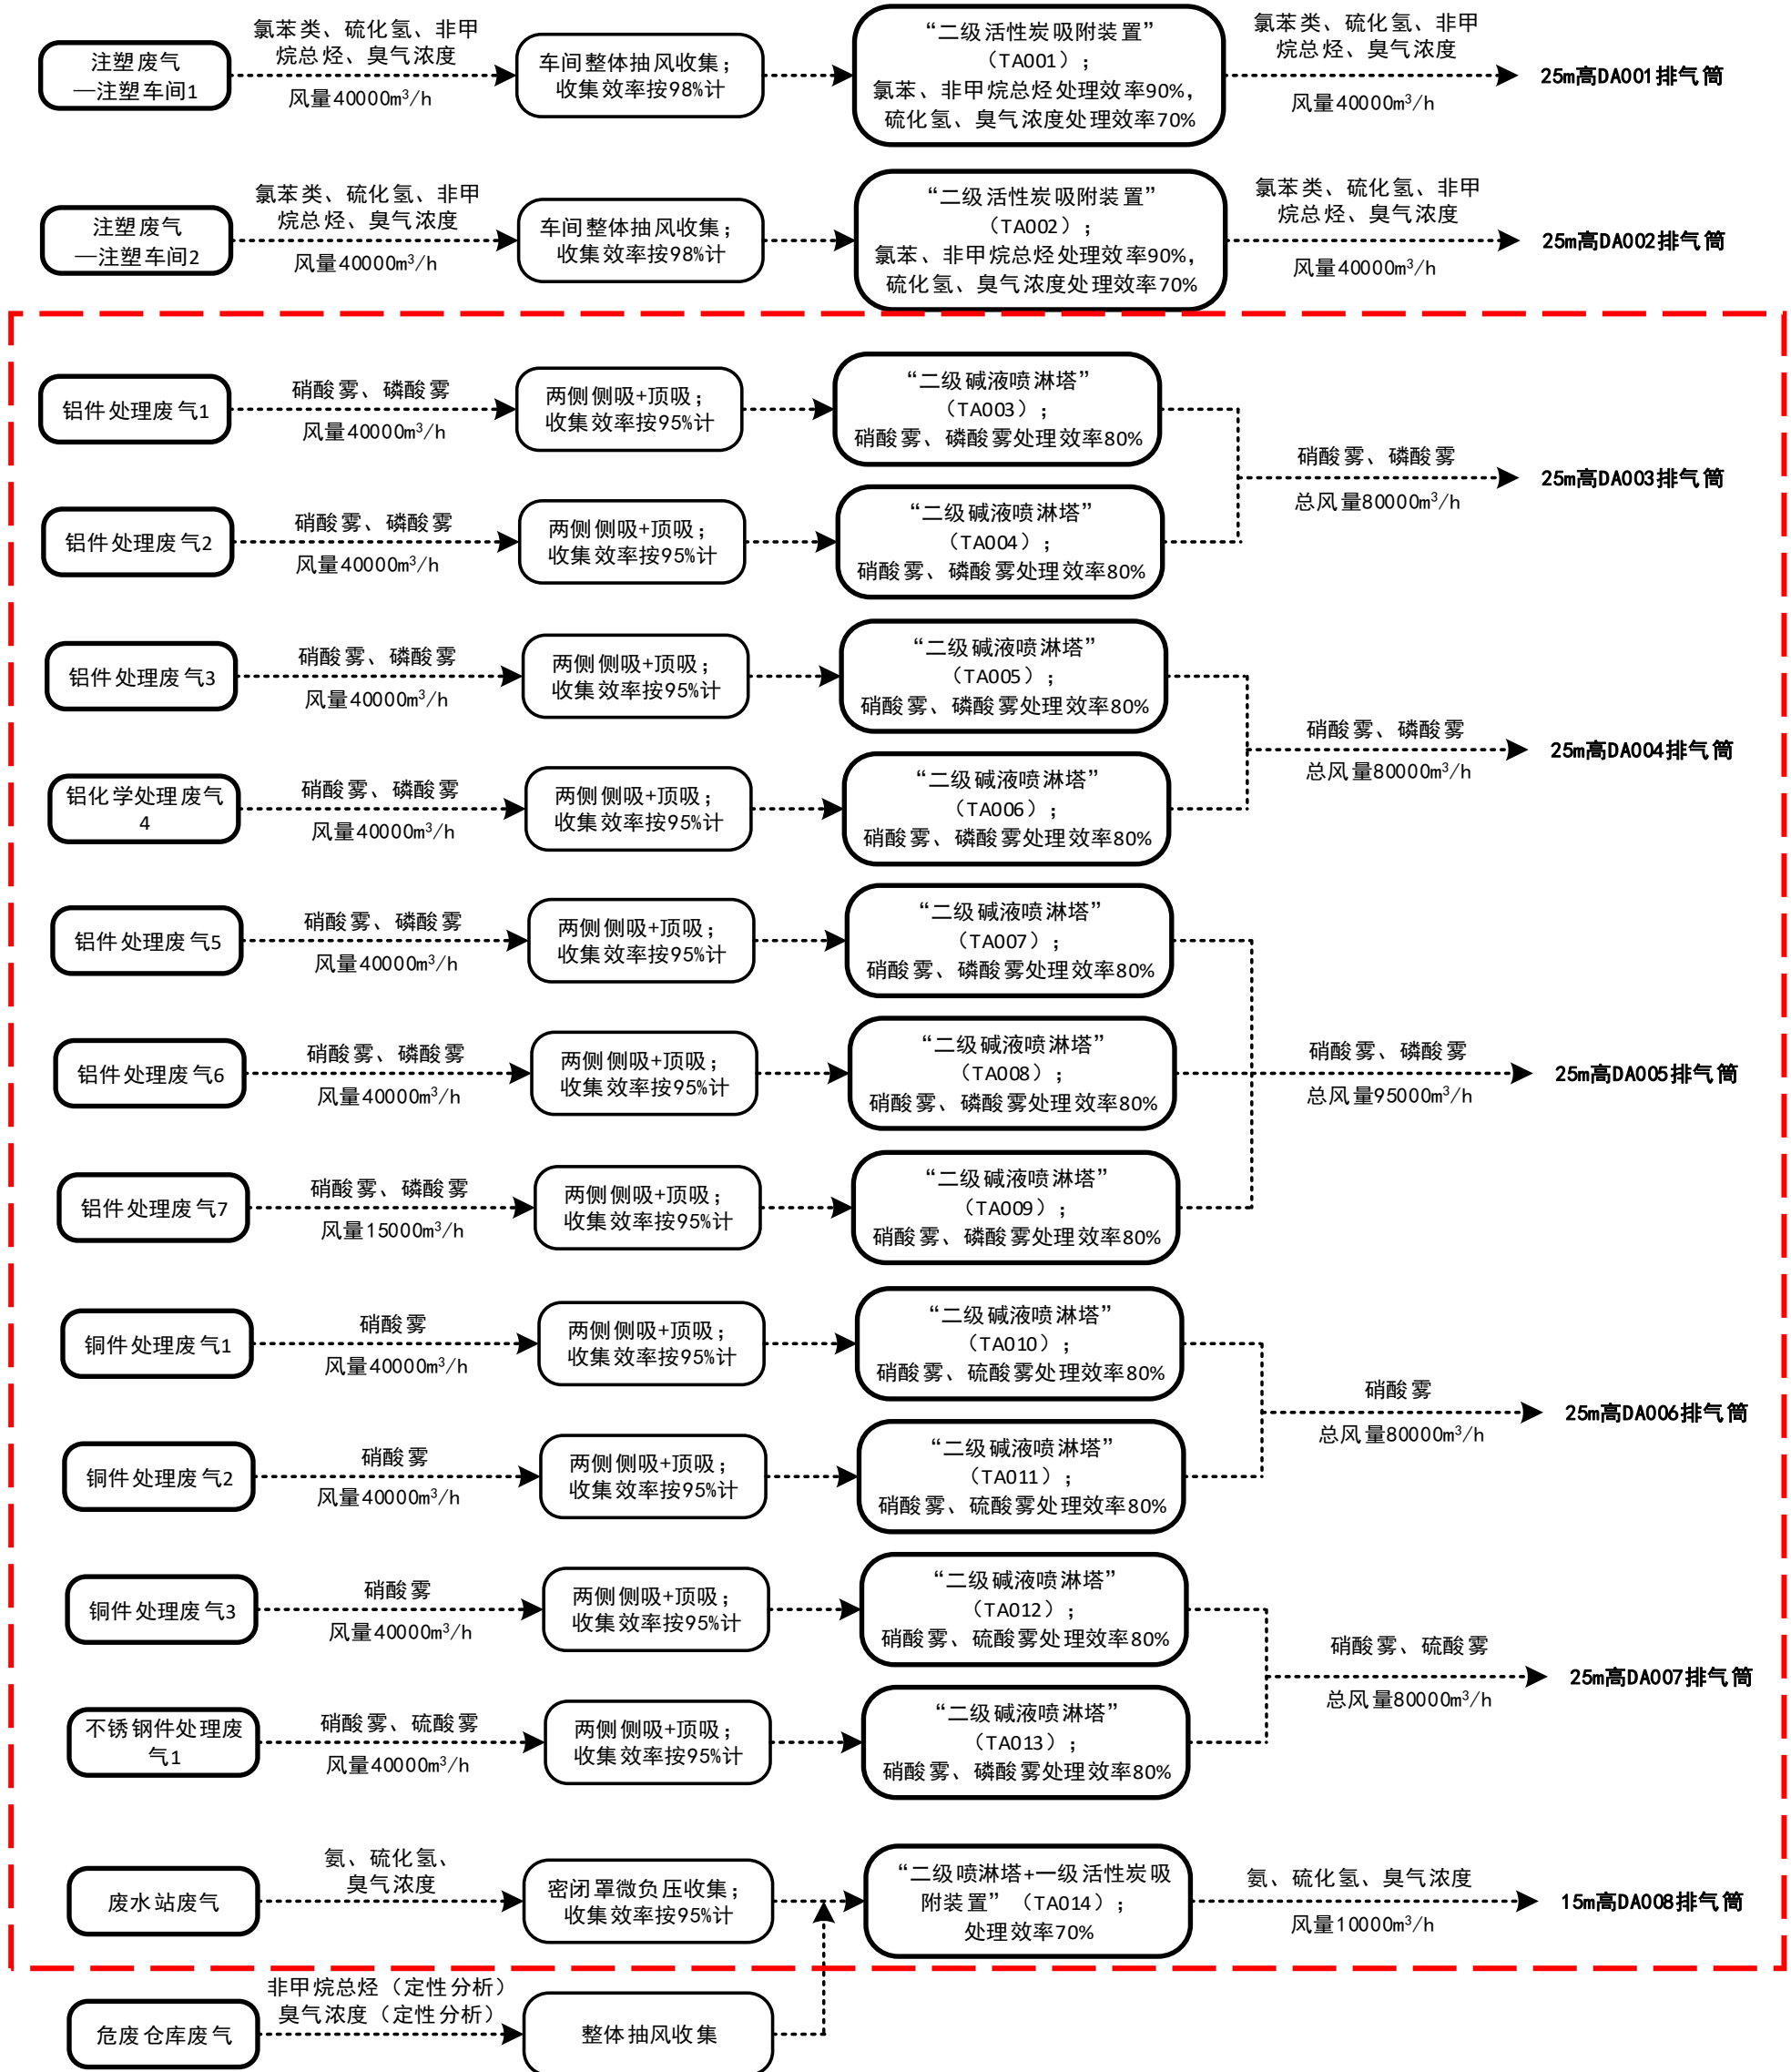 氯苯类、硫化氢、非甲
烷总烃、臭气浓度
注塑废气
—注塑车间1
风量40000m³/h
车间整体抽风收集；
收集效率按98%计
“二级活性炭吸附装置”
（TA001）；
氯苯、非甲烷总烃处理效率90%，
硫化氢、臭气浓度处理效率70%
氯苯类、硫化氢、非甲
烷总烃、臭气浓度
风量40000m³/h
25m高DA001排气筒
氯苯类、硫化氢、非甲
烷总烃、臭气浓度
注塑废气
—注塑车间2
风量40000m³/h
车间整体抽风收集；
收集效率按98%计
“二级活性炭吸附装置”
（TA002）；
氯苯、非甲烷总烃处理效率90%，
硫化氢、臭气浓度处理效率70%
氯苯类、硫化氢、非甲
烷总烃、臭气浓度
风量40000m³/h
25m高DA002排气筒
铝件处理废气1
硝酸雾、磷酸雾
风量40000m³/h
两侧侧吸+顶吸；
收集效率按95%计
“二级碱液喷淋塔”
（TA003）；
硝酸雾、磷酸雾处理效率80%
硝酸雾、磷酸雾
总风量80000m³/h
25m高DA003排气筒
铝件处理废气2
硝酸雾、磷酸雾
风量40000m³/h
两侧侧吸+顶吸；
收集效率按95%计
“二级碱液喷淋塔”
（TA004）；
硝酸雾、磷酸雾处理效率80%
铝件处理废气3
硝酸雾、磷酸雾
风量40000m³/h
两侧侧吸+顶吸；
收集效率按95%计
“二级碱液喷淋塔”
（TA005）；
硝酸雾、磷酸雾处理效率80%
硝酸雾、磷酸雾
总风量80000m³/h
25m高DA004排气筒
铝化学处理废气
4
硝酸雾、磷酸雾
风量40000m³/h
两侧侧吸+顶吸；
收集效率按95%计
“二级碱液喷淋塔”
（TA006）；
硝酸雾、磷酸雾处理效率80%
铝件处理废气5
硝酸雾、磷酸雾
风量40000m³/h
两侧侧吸+顶吸；
收集效率按95%计
“二级碱液喷淋塔”
（TA007）；
硝酸雾、磷酸雾处理效率80%
铝件处理废气6
硝酸雾、磷酸雾
风量40000m³/h
两侧侧吸+顶吸；
收集效率按95%计
“二级碱液喷淋塔”
（TA008）；
硝酸雾、磷酸雾处理效率80%
硝酸雾、磷酸雾
总风量95000m³/h
25m高DA005排气筒
铝件处理废气7
硝酸雾、磷酸雾
风量15000m³/h
两侧侧吸+顶吸；
收集效率按95%计
“二级碱液喷淋塔”
（TA009）；
硝酸雾、磷酸雾处理效率80%
铜件处理废气1
硝酸雾
风量40000m³/h
两侧侧吸+顶吸；
收集效率按95%计
“二级碱液喷淋塔”
（TA010）；
硝酸雾、硫酸雾处理效率80%
硝酸雾
总风量80000m³/h
25m高DA006排气筒
铜件处理废气2
硝酸雾
风量40000m³/h
两侧侧吸+顶吸；
收集效率按95%计
“二级碱液喷淋塔”
（TA011）；
硝酸雾、硫酸雾处理效率80%
铜件处理废气3
硝酸雾
风量40000m³/h
两侧侧吸+顶吸；
收集效率按95%计
“二级碱液喷淋塔”
（TA012）；
硝酸雾、硫酸雾处理效率80%
硝酸雾、硫酸雾
总风量80000m³/h
25m高DA007排气筒
不锈钢件处理废
气1
硝酸雾、硫酸雾
风量40000m³/h
两侧侧吸+顶吸；
收集效率按95%计
“二级碱液喷淋塔”
（TA013）；
硝酸雾、磷酸雾处理效率80%
废水站废气
氨、硫化氢、
臭气浓度
密闭罩微负压收集；
收集效率按95%计
“二级喷淋塔+一级活性炭吸
附装置”（TA014）；
处理效率70%
氨、硫化氢、臭气浓度
风量10000m³/h
15m高DA008排气筒
危废仓库废气
非甲烷总烃（定性分析）
臭气浓度（定性分析）
整体抽风收集